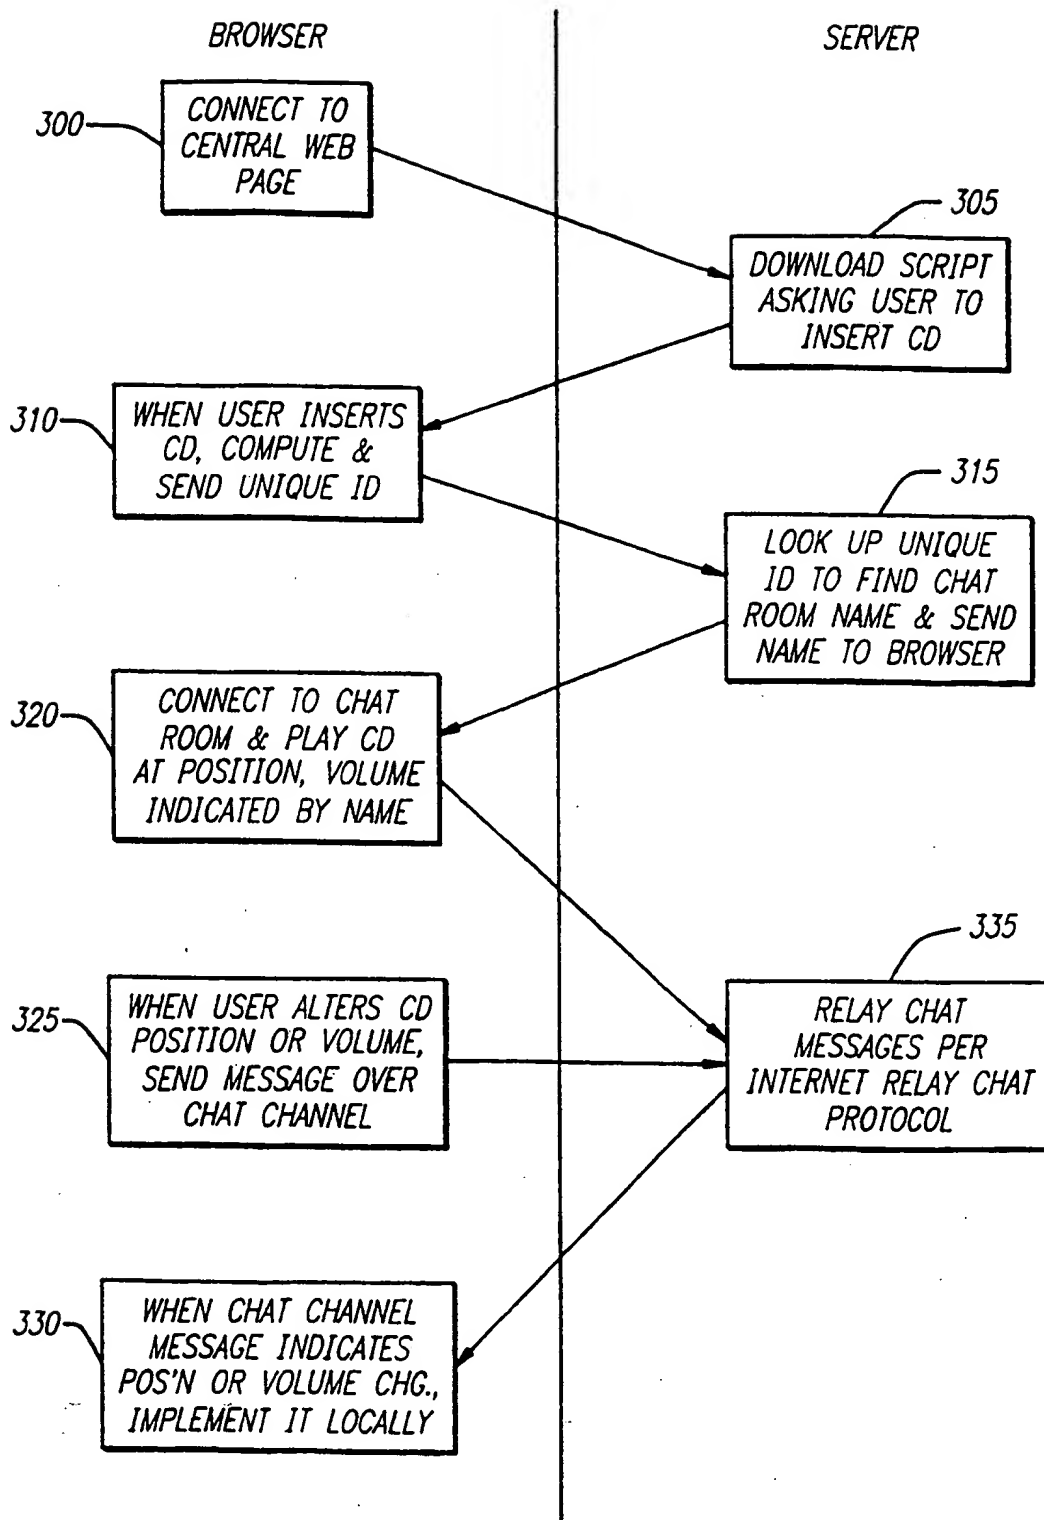 BROWSER
SERVER
300
CONNECT TO
CENTRAL WEB
PAGE
305
DOWNLOAD SCRIPT
ASKING USER TO
INSERT CD
310
WHEN USER INSERTS
CD, COMPUTE &
SEND UNIQUE ID
315
LOOK UP UNIQUE
ID TO FIND CHAT
ROOM NAME & SEND
NAME TO BROWSER
320
CONNECT TO CHAT
ROOM & PLAY CD
AT POSITION, VOLUME
INDICATED BY NAME
325
WHEN USER ALTERS CD
POSITION OR VOLUME,
SEND MESSAGE OVER
CHAT CHANNEL
335
RELAY CHAT
MESSAGES PER
INTERNET RELAY CHAT
PROTOCOL
330
WHEN CHAT CHANNEL
MESSAGE INDICATES
POS'N OR VOLUME CHG.,
IMPLEMENT IT LOCALLY